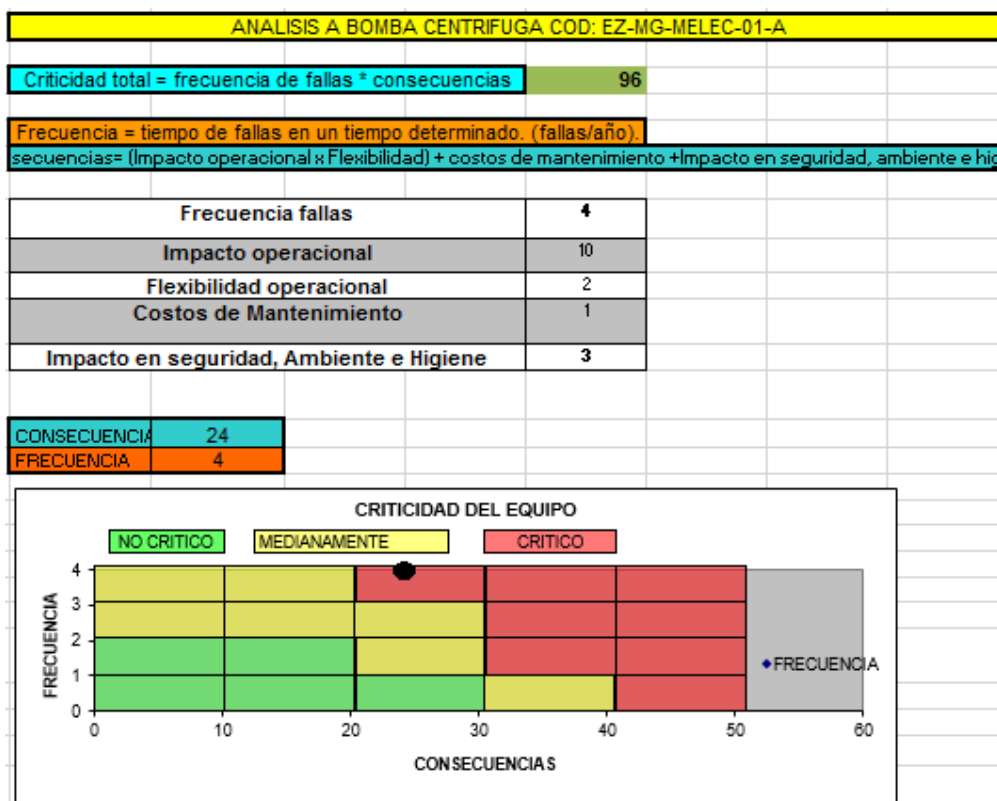 ANALISIS A BOMBA CENTRIFUGA COD: EZ-MG-MELEC-01-A
Criticidad total = frecuencia de fallas * consecuencias 96
Frecuencia = tiempo de fallas en un tiempo determinado. (fallas/año).
secuencias= (Impacto operacional x Flexibilidad) + costos de mantenimiento +Impacto en seguridad, ambiente e hig
Frecuencia fallas 4
Impacto operacional 10
Flexibilidad operacional 2
Costos de Mantenimiento 1
Impacto en seguridad, Ambiente e Higiene 3
CONSECUENCIA 24
FRECUENCIA 4
CRITICIDAD DEL EQUIPO
NO CRITICO MEDIANAMENTE CRITICO
4
3
2
1
0
FRECUENCIA
FRECUENCIA
0 10 20 30 40 50 60
CONSECUENCIAS